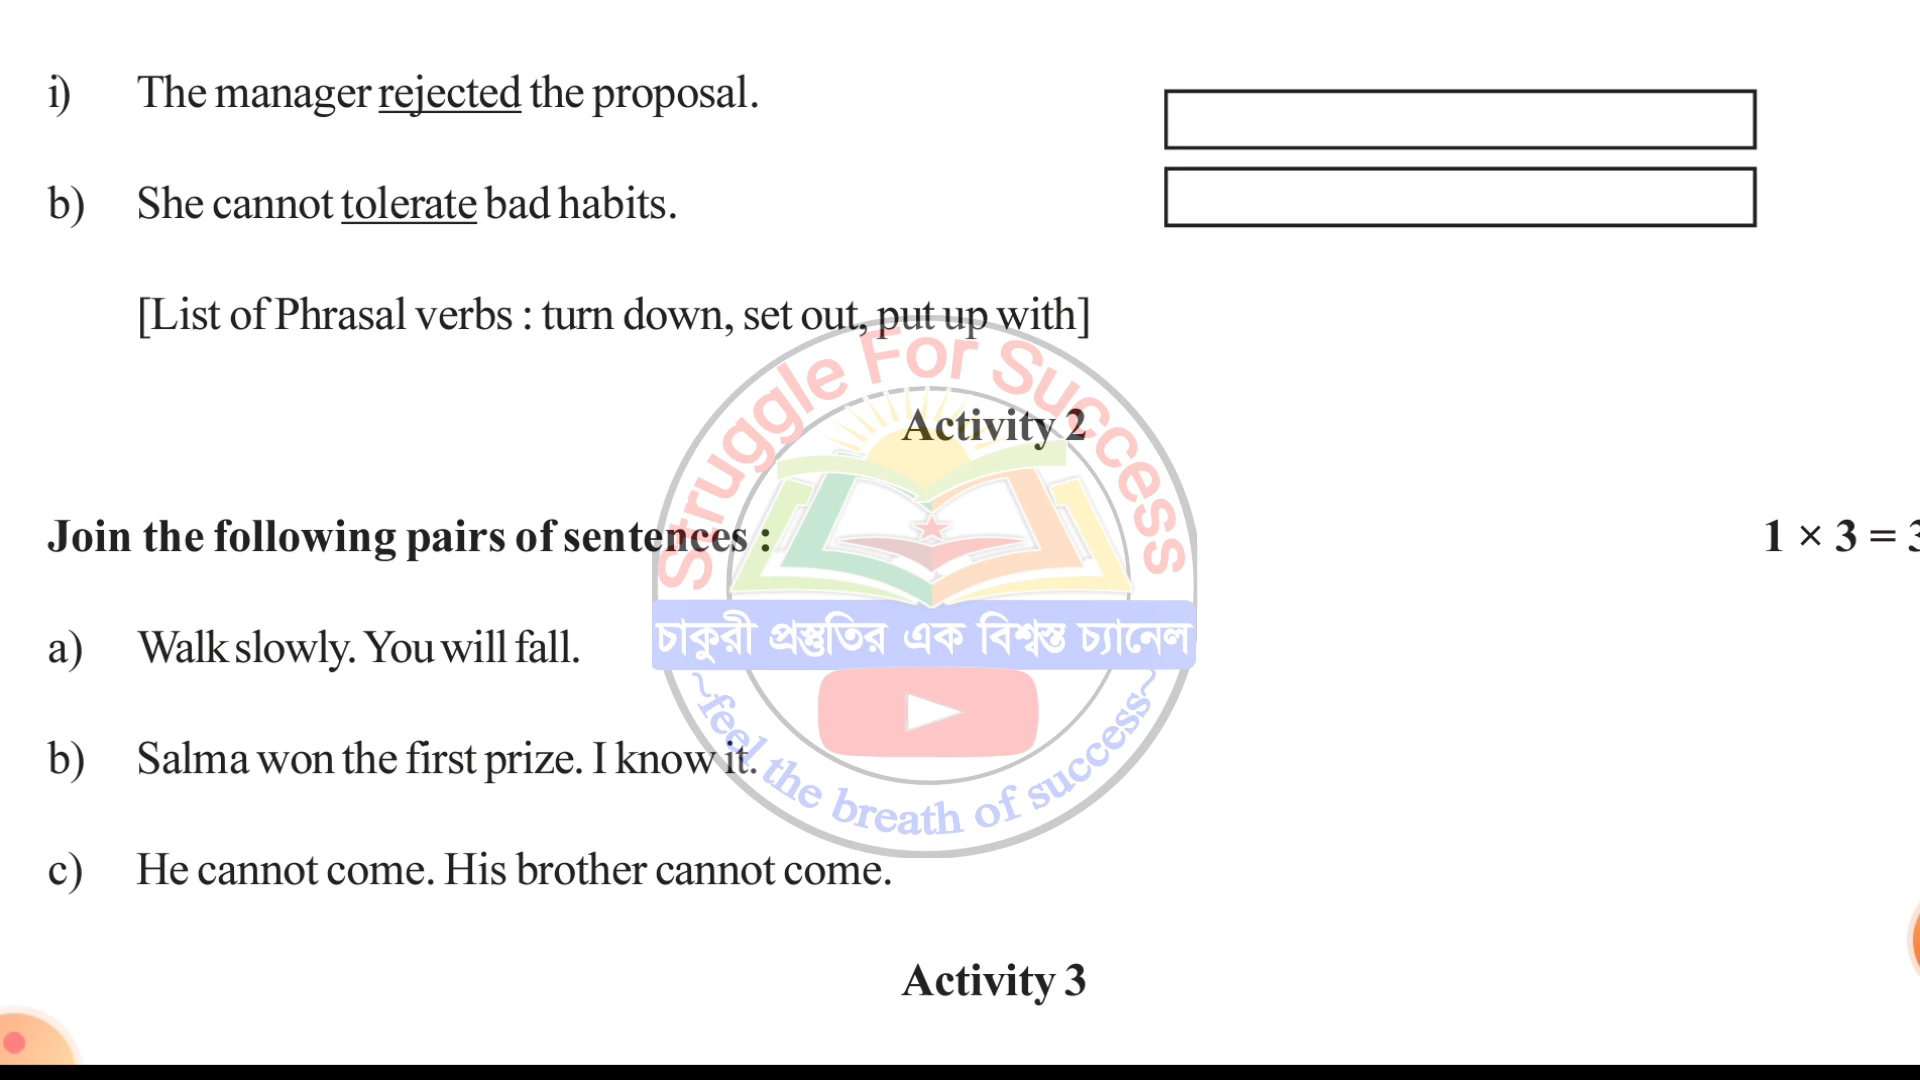 i) The manager rejected the proposal.
b) She cannot tolerate bad habits.
[List of Phrasal verbs : turn down, set out, put up with]
Struggle For Success
Activity 2
Join the following pairs of sentences : 1 × 3 = 3
a) Walk slowly. You will fall.
চাকুরী প্রস্তুতির এক বিশ্বস্ত চ্যানেল
b) Salma won the first prize. I know it.
~feel the breath of success~
c) He cannot come. His brother cannot come.
Activity 3